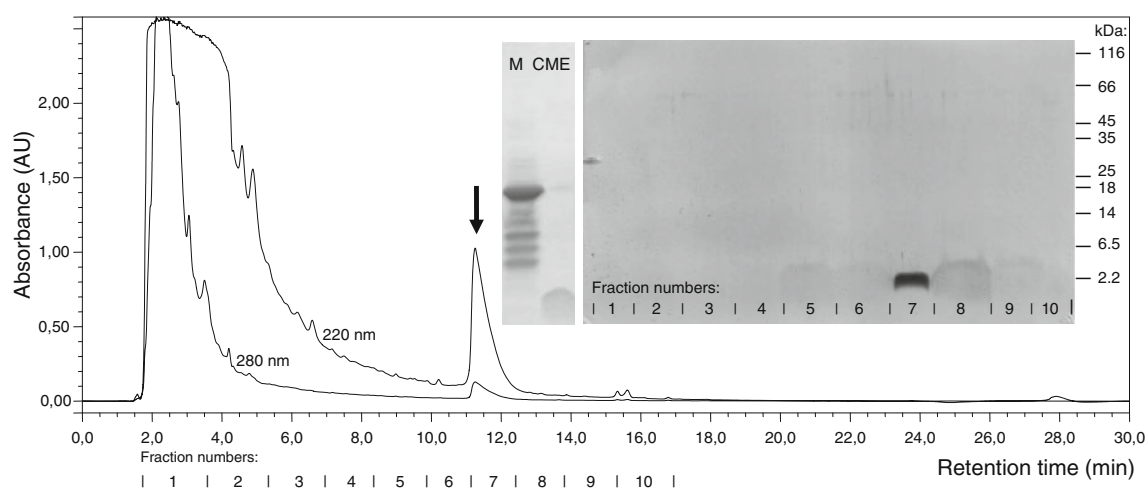 kDa:
M CME
116
66
45
35
25
18
14
6.5
2.2
Fraction numbers:
| 1 | 2 | 3 | 4 | 5 | 6 | 7 | 8 | 9 | 10 |
Absorbance (AU)
2,00
1,50
1,00
0,50
0,00
220 nm
280 nm
0,0 2,0 4,0 6,0 8,0 10,0 12,0 14,0 16,0 18,0 20,0 22,0 24,0 26,0 28,0 30,0
Fraction numbers:
Retention time (min)
| 1 | 2 | 3 | 4 | 5 | 6 | 7 | 8 | 9 | 10 |